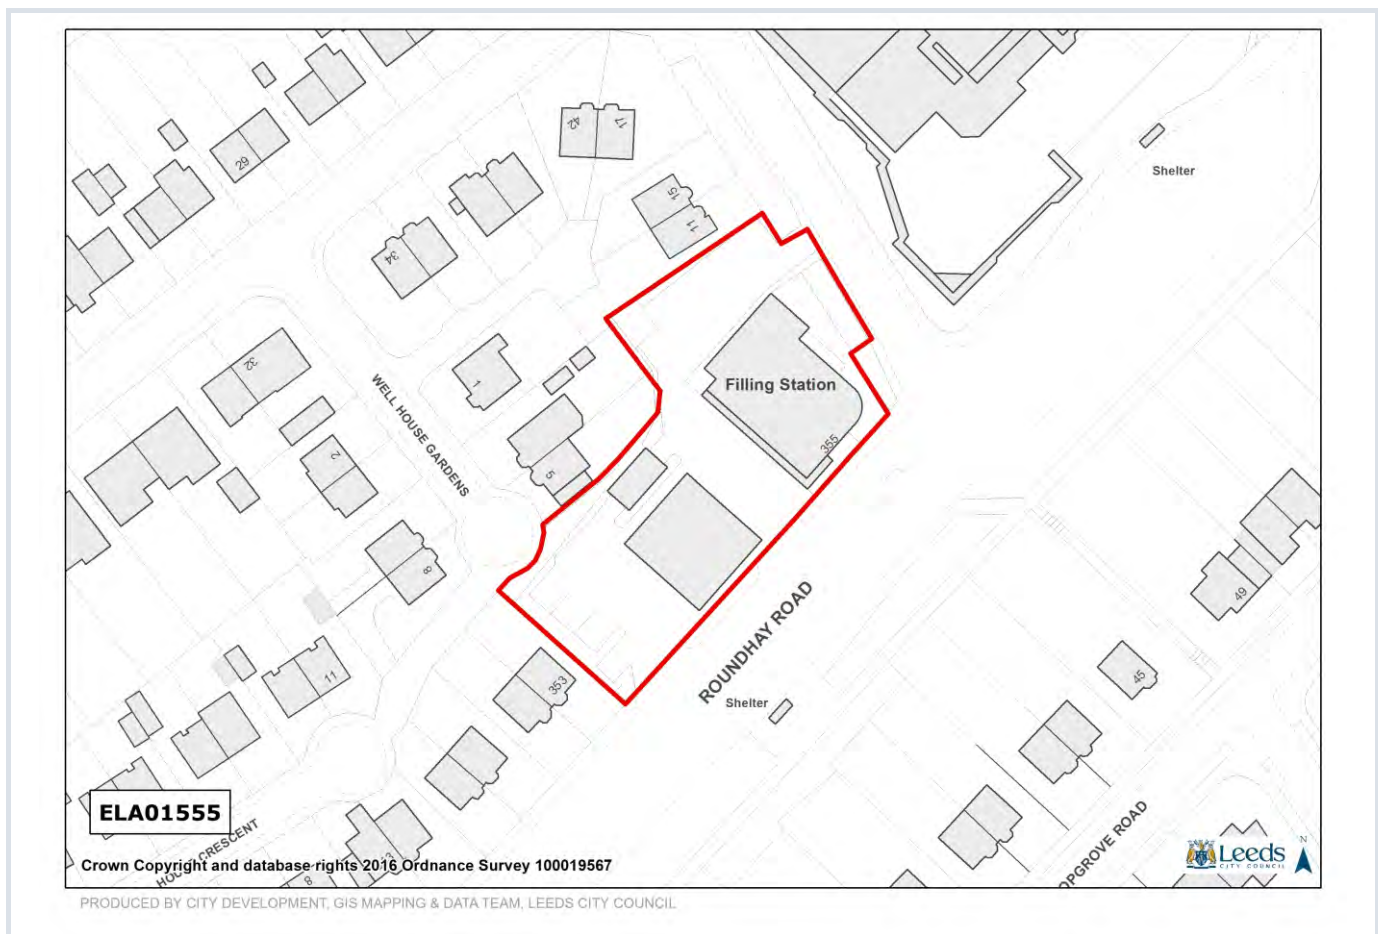 42
17
29
Shelter
15
11
34
Filling Station
32
1
WELL HOUSE GARDENS
355
2
5
8
49
ROUNDHAY ROAD
45
11
353
Shelter
ELA01555
CRESCENT
OPGROVE ROAD
N
Leeds
CITY COUNCIL
Crown Copyright and database rights 2016 Ordnance Survey 100019567
8
PRODUCED BY CITY DEVELOPMENT, GIS MAPPING & DATA TEAM, LEEDS CITY COUNCIL